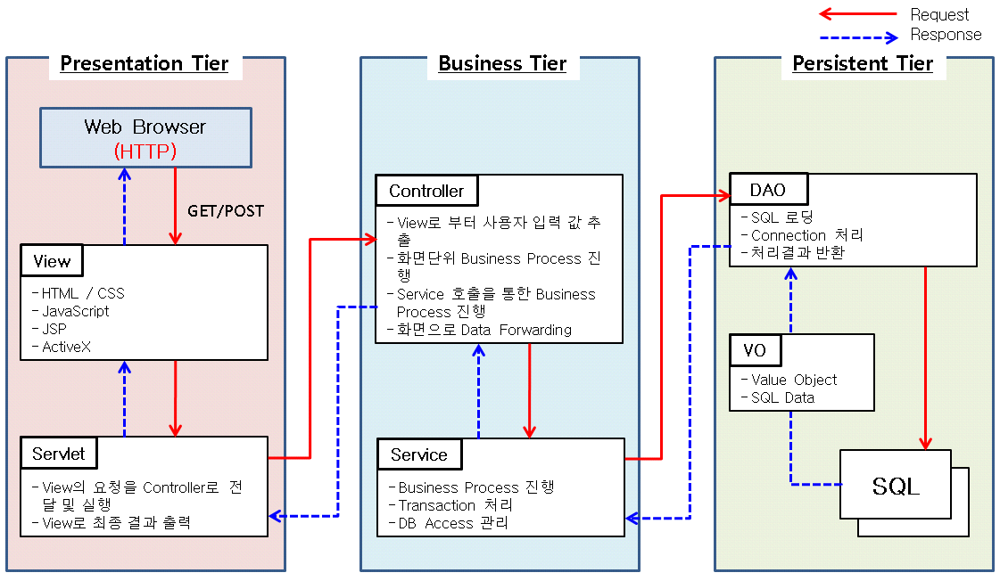 Request
Response
Presentation Tier
Web Browser
(HTTP)
GET/POST
View
- HTML / CSS
- JavaScript
- JSP
- ActiveX
Servlet
- View의 요청을 Controller로 전
달 및 실행
- View로 최종 결과 출력
Business Tier
Controller
- View로 부터 사용자 입력 값 추
출
- 화면단위 Business Process 진
행
- Service 호출을 통한 Business
Process 진행
- 화면으로 Data Forwarding
Service
- Business Process 진행
- Transaction 처리
- DB Access 관리
Persistent Tier
DAO
- SQL 로딩
- Connection 처리
- 처리결과 반환
VO
- Value Object
- SQL Data
SQL